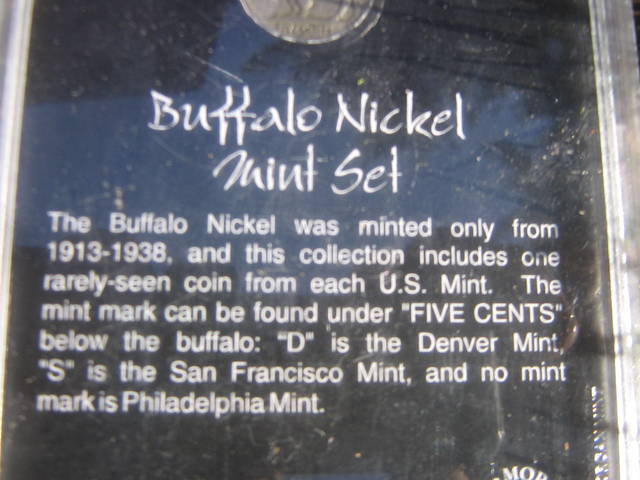 Buffalo Nickel
Mint Set
The Buffalo Nickel was minted only from
1913-1938, and this collection includes one
rarely-seen coin from each U.S. Mint. The
mint mark can be found under "FIVE CENTS"
below the buffalo: "D" is the Denver Mint,
"S" is the San Francisco Mint, and no mint
mark is Philadelphia Mint.